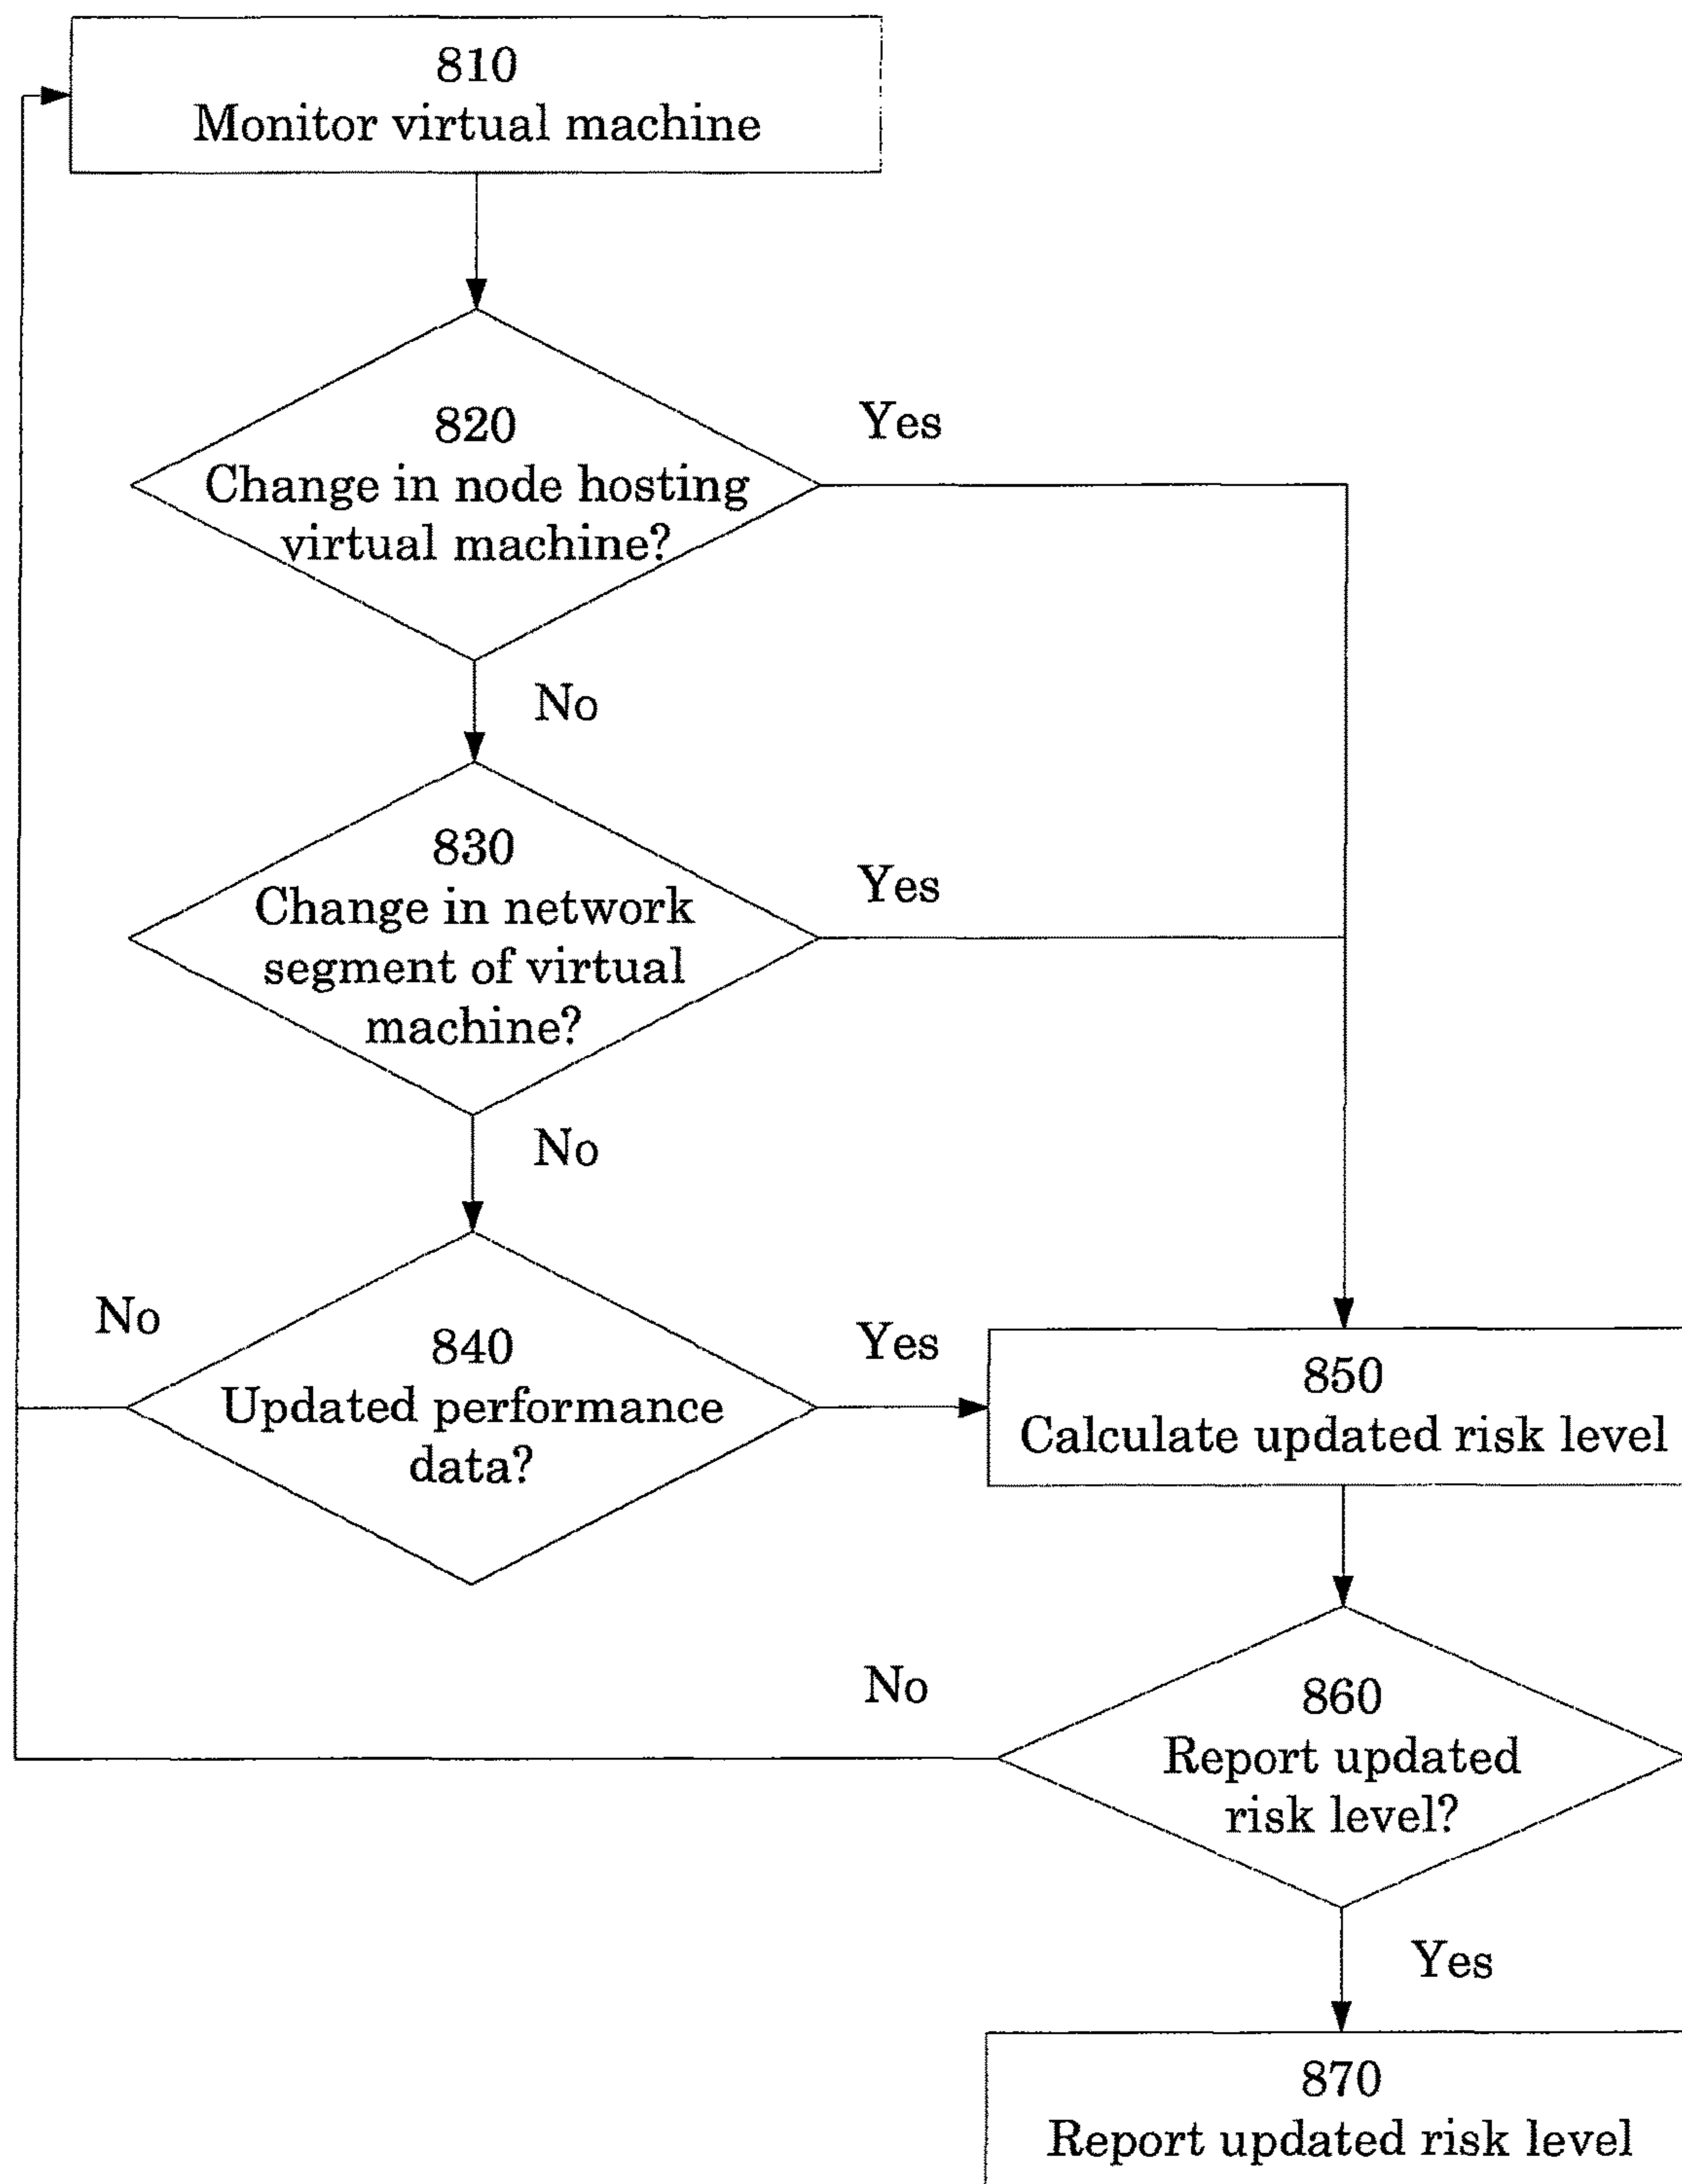 810
Monitor virtual machine
820
Change in node hosting
virtual machine?
Yes
No
830
Change in network
segment of virtual
machine?
Yes
No
840
Updated performance
data?
No
Yes
850
Calculate updated risk level
860
Report updated
risk level?
No
Yes
870
Report updated risk level